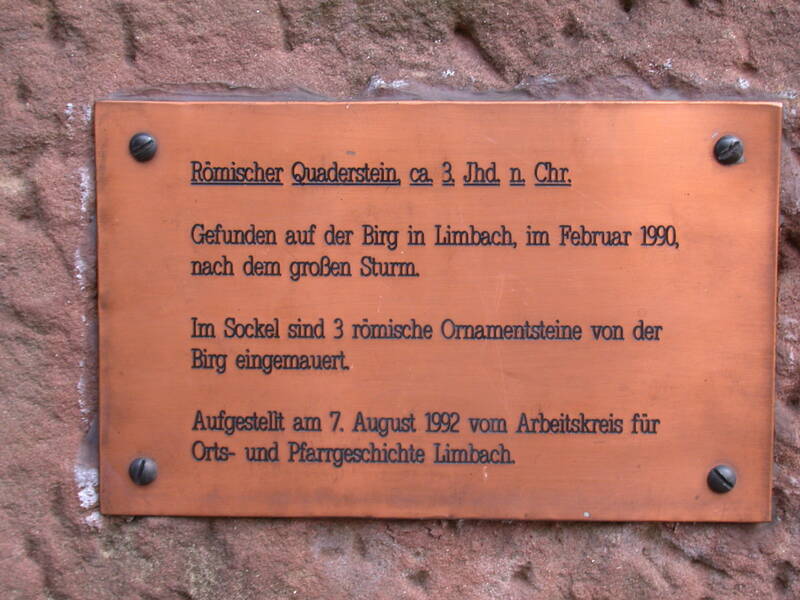 Römischer Quaderstein, ca. 3. Jhd. n. Chr.
Gefunden auf der Birg in Limbach, im Februar 1990,
nach dem großen Sturm.
Im Sockel sind 3 römische Ornamentsteine von der
Birg eingemauert.
Aufgestellt am 7. August 1992 vom Arbeitskreis für
Orts- und Pfarrgeschichte Limbach.